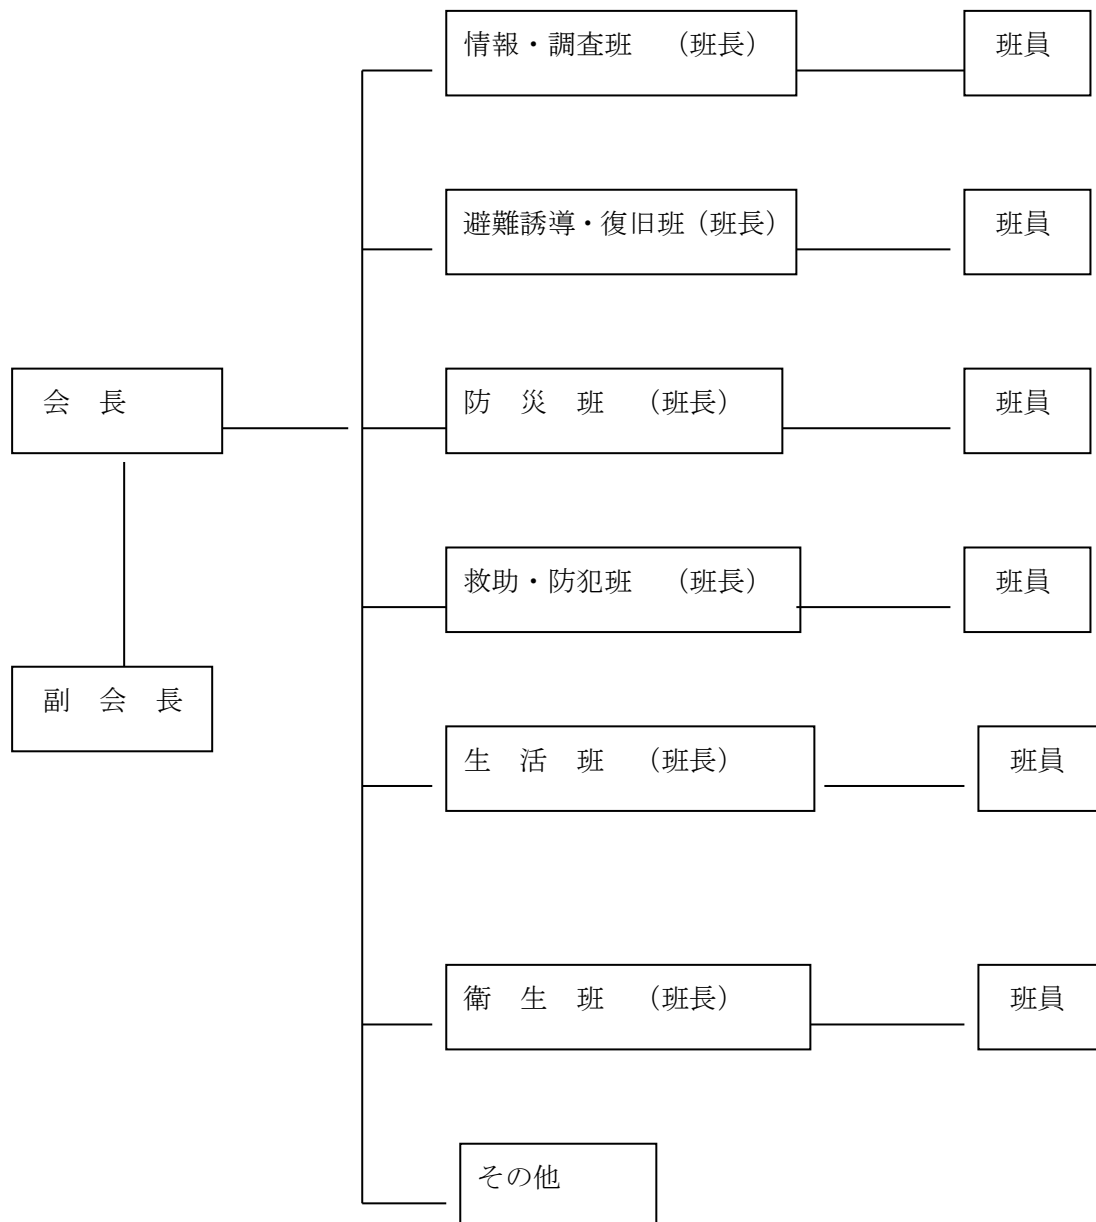 情報・調査班　（班長）
班員
避難誘導・復旧班（班長）
班員
会　長
防　災　班　（班長）
班員
救助・防犯班　（班長）
班員
副　会　長
生　活　班　（班長）
班員
衛　生　班　（班長）
班員
その他